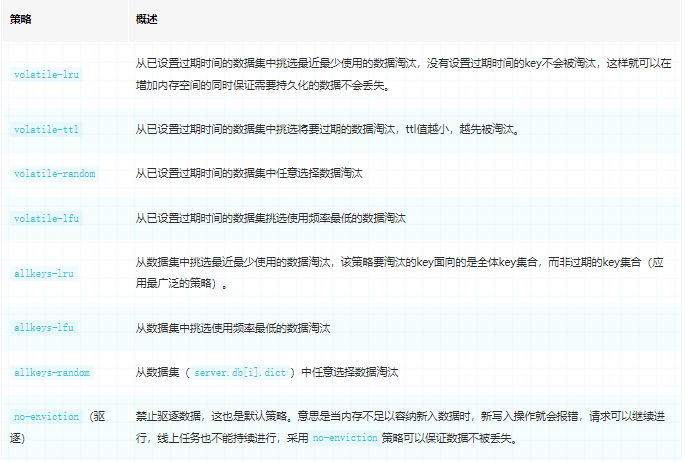 策略 概述
volatile-lru 从已设置过期时间的数据集中挑选最近最少使用的数据淘汰，没有设置过期时间的key不会被淘汰，这样就可以在
增加内存空间的同时保证需要持久化的数据不会丢失。
volatile-ttl 从已设置过期时间的数据集中挑选将要过期的数据淘汰，ttl值越小，越先被淘汰。
volatile-random 从已设置过期时间的数据集中任意选择数据淘汰
volatile-lfu 从已设置过期时间的数据集挑选使用频率最低的数据淘汰
allkeys-lru 从数据集中挑选最近最少使用的数据淘汰，该策略要淘汰的key面向的是全体key集合，而非过期的key集合（应
用最广泛的策略）。
allkeys-lfu 从数据集中挑选使用频率最低的数据淘汰
allkeys-random 从数据集（ server.db[i].dict ）中任意选择数据淘汰
no-enviction （驱 禁止驱逐数据，这也是默认策略。意思是当内存不足以容纳新入数据时，新写入操作就会报错，请求可以继续进
逐） 行，线上任务也不能持续进行，采用 no-enviction 策略可以保证数据不被丢失。